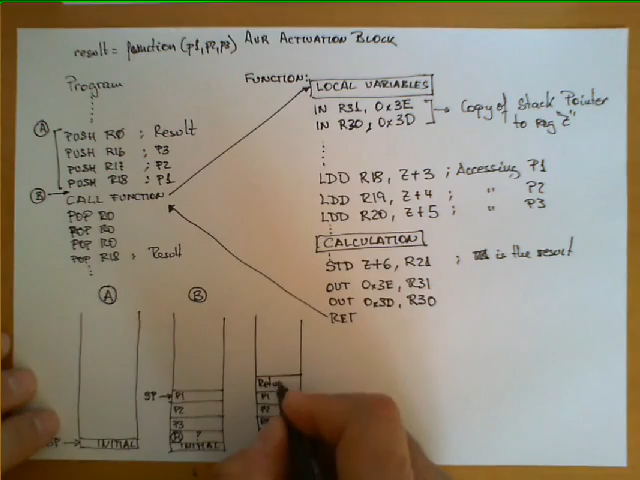 result = function(P1,P2,P3) AVR ACTIVATION BLOCK
Program
A
PUSH R0 ; Result
PUSH R16 ; P3
PUSH R17 ; P2
PUSH R18 ; P1
B
CALL FUNCTION
POP R0
POP R0
POP R0
POP R18 ; Result
FUNCTION:
LOCAL VARIABLES
IN R31, 0x3E
IN R30, 0x3D
Copy of Stack Pointer
to reg "Z"
LDD R18, Z+3 ; Accessing P1
LDD R19, Z+4 ; " P2
LDD R20, Z+5 ; " P3
CALCULATION
STD Z+6, R21 ; is the result
OUT 0x3E, R31
OUT 0x3D, R30
RET
A
SP → INITIAL
B
SP → P1
P2
P3
R ?
INITIAL
P1
P2